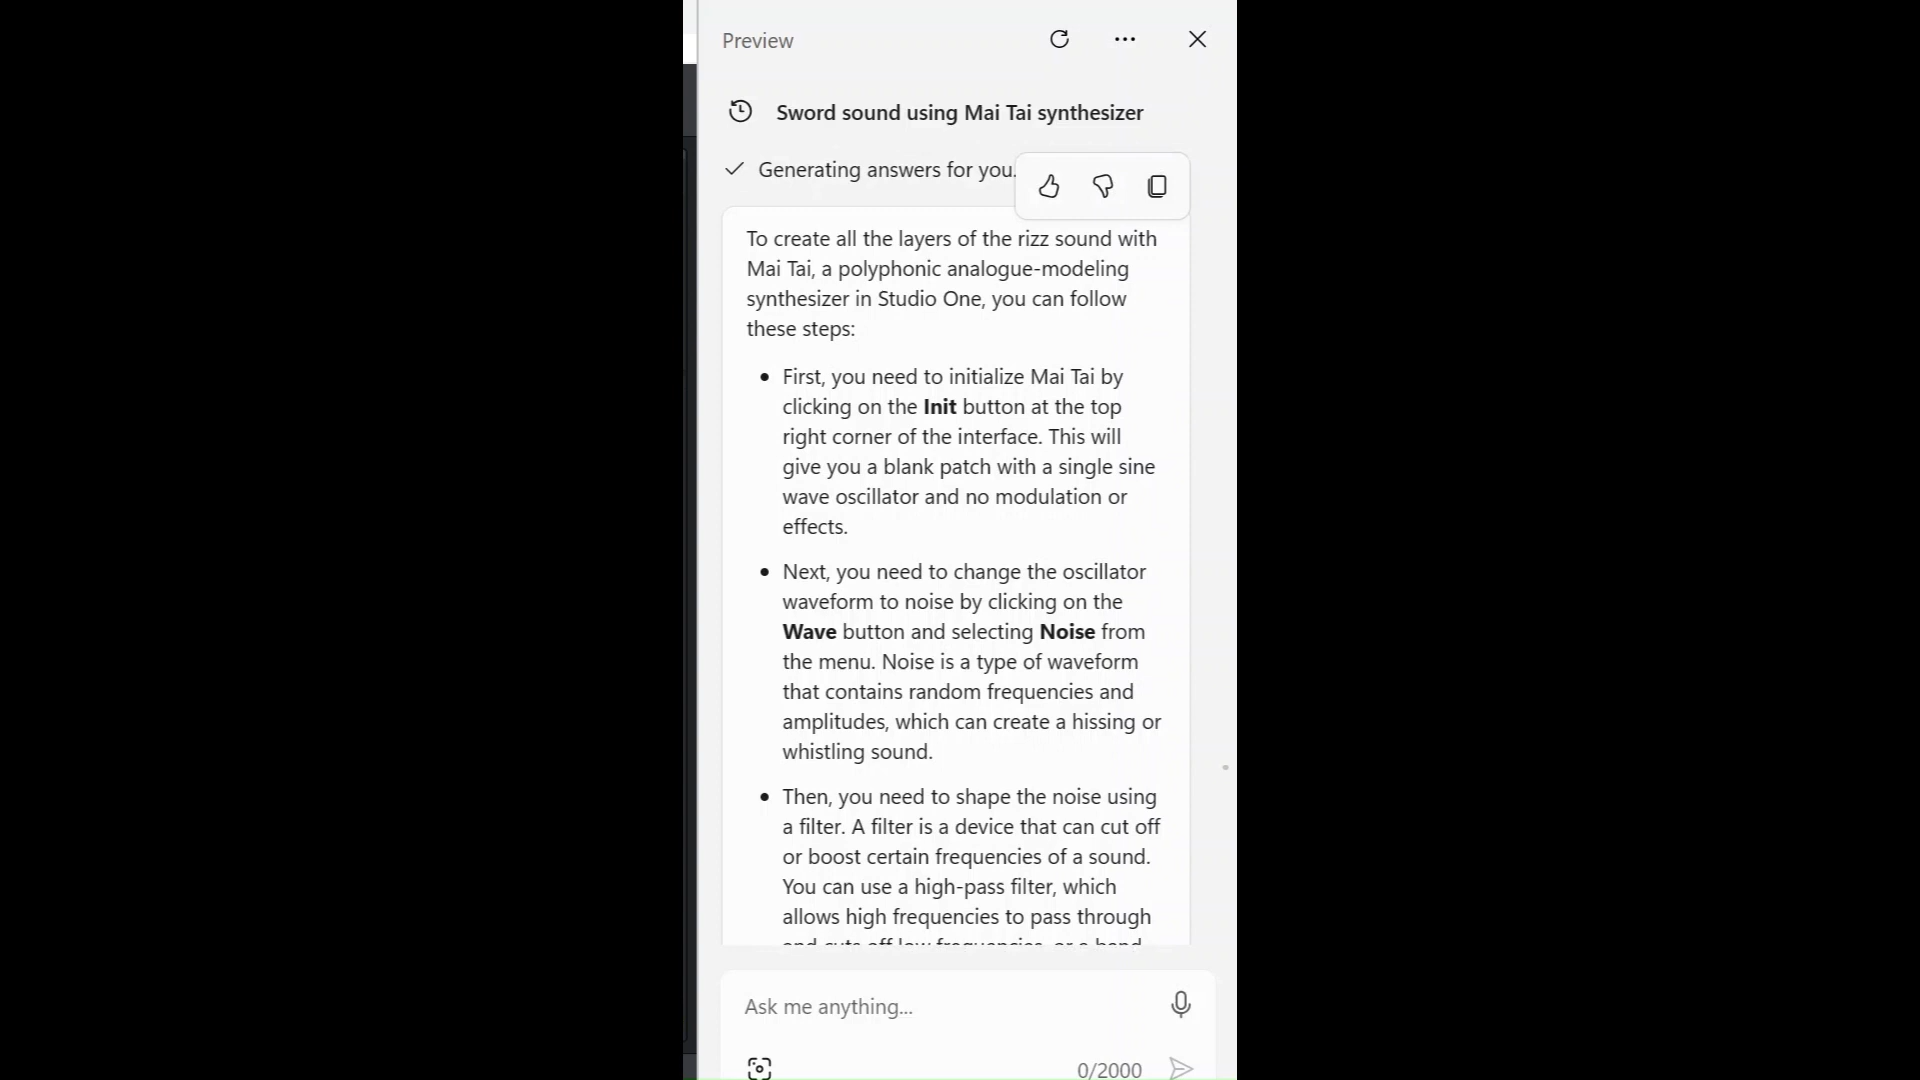 Preview
Sword sound using Mai Tai synthesizer
Generating answers for you.
To create all the layers of the rizz sound with
Mai Tai, a polyphonic analogue-modeling
synthesizer in Studio One, you can follow
these steps:
• First, you need to initialize Mai Tai by
clicking on the Init button at the top
right corner of the interface. This will
give you a blank patch with a single sine
wave oscillator and no modulation or
effects.
• Next, you need to change the oscillator
waveform to noise by clicking on the
Wave button and selecting Noise from
the menu. Noise is a type of waveform
that contains random frequencies and
amplitudes, which can create a hissing or
whistling sound.
• Then, you need to shape the noise using
a filter. A filter is a device that can cut off
or boost certain frequencies of a sound.
You can use a high-pass filter, which
allows high frequencies to pass through
and cuts off low frequencies, or a band
Ask me anything...
0/2000